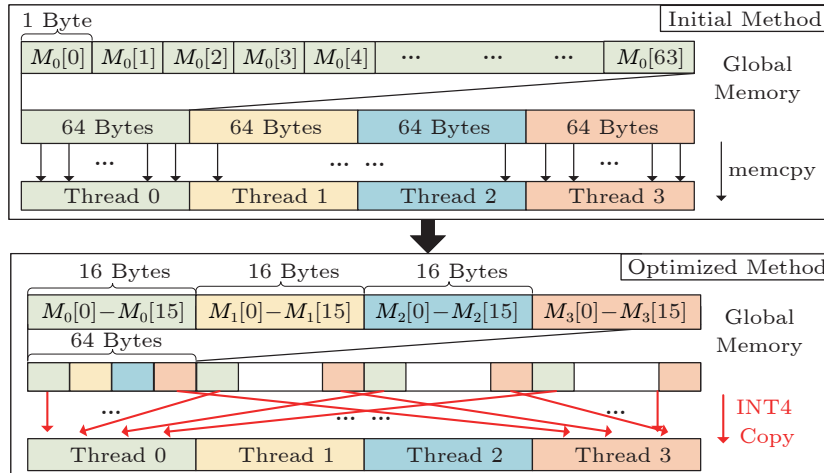 1 Byte
Initial Method
M₀[0] M₀[1] M₀[2] M₀[3] M₀[4] ... ... ... M₀[63]
Global
Memory
64 Bytes 64 Bytes 64 Bytes 64 Bytes
... ... ... ...
memcpy
Thread 0 Thread 1 Thread 2 Thread 3
Optimized Method
16 Bytes 16 Bytes 16 Bytes
M₀[0]−M₀[15] M₁[0]−M₁[15] M₂[0]−M₂[15] M₃[0]−M₃[15]
Global
Memory
64 Bytes
... ... ... ...
INT4
Copy
Thread 0 Thread 1 Thread 2 Thread 3